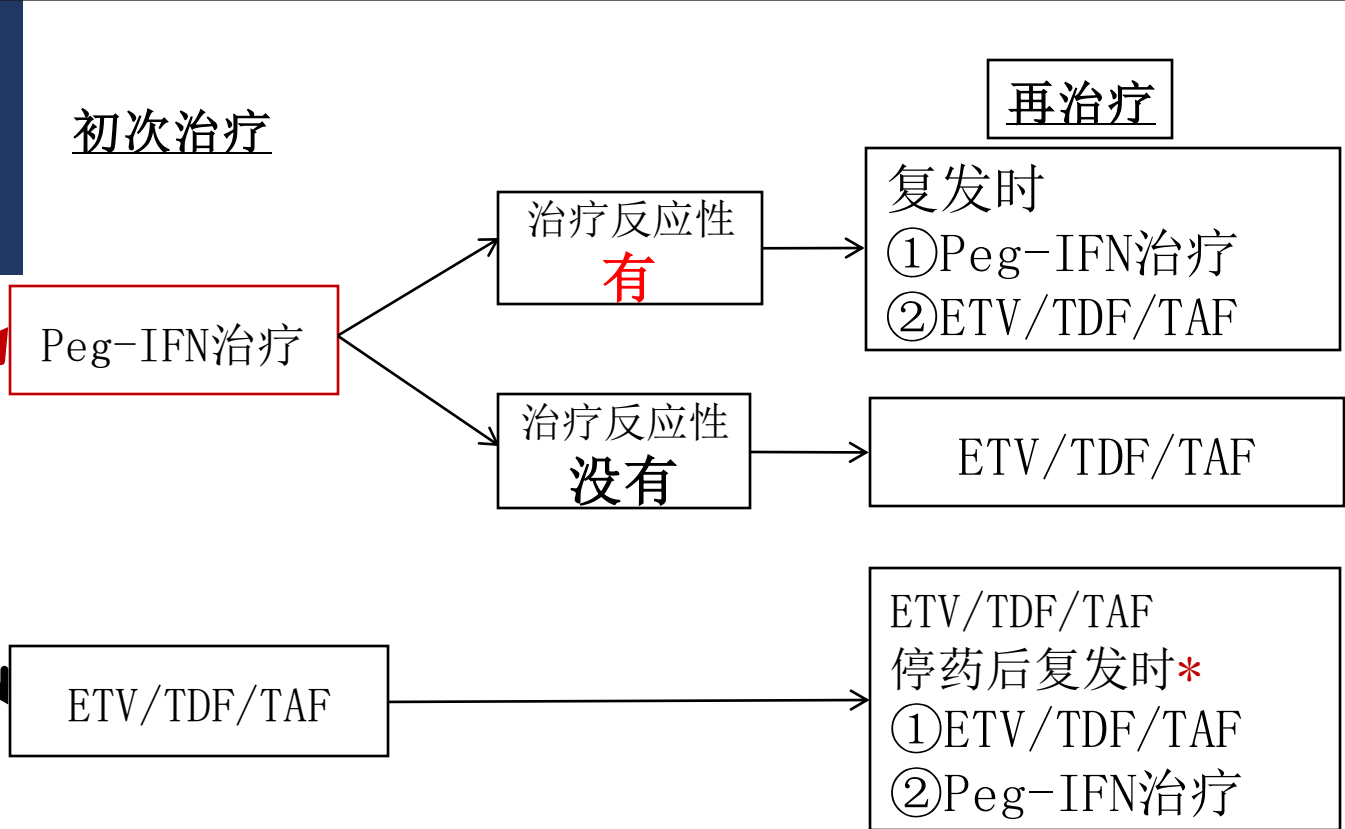 初次治疗
再治疗
Peg-IFN治疗
治疗反应性
有
复发时
①Peg-IFN治疗
②ETV/TDF/TAF
治疗反应性
没有
ETV/TDF/TAF
ETV/TDF/TAF
ETV/TDF/TAF
停药后复发时*
①ETV/TDF/TAF
②Peg-IFN治疗